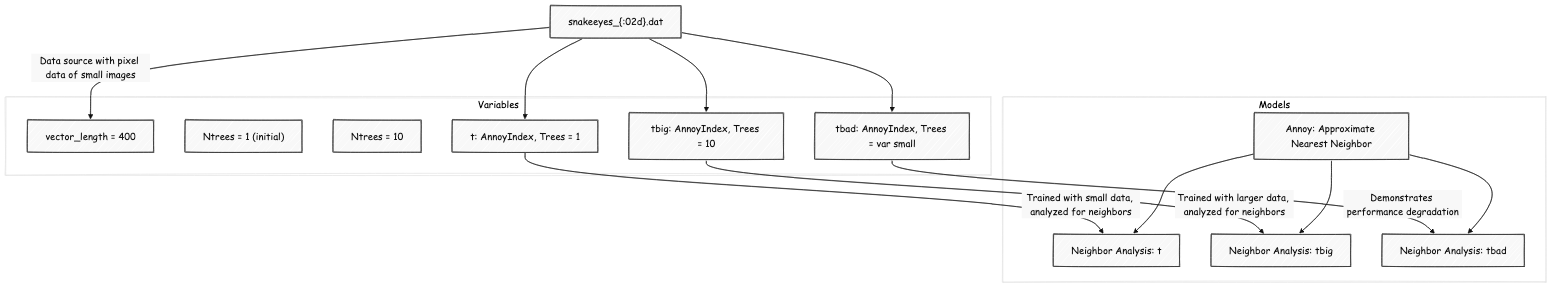 snakeeyes_{:02d}.dat
Data source with pixel
data of small images
Variables
vector_length = 400
Ntrees = 1 (initial)
Ntrees = 10
t: AnnoyIndex, Trees = 1
tbig: AnnoyIndex, Trees
= 10
tbad: AnnoyIndex, Trees
= var small
Models
Annoy: Approximate
Nearest Neighbor
Trained with small data,
analyzed for neighbors
Trained with larger data,
analyzed for neighbors
Demonstrates
performance degradation
Neighbor Analysis: t
Neighbor Analysis: tbig
Neighbor Analysis: tbad